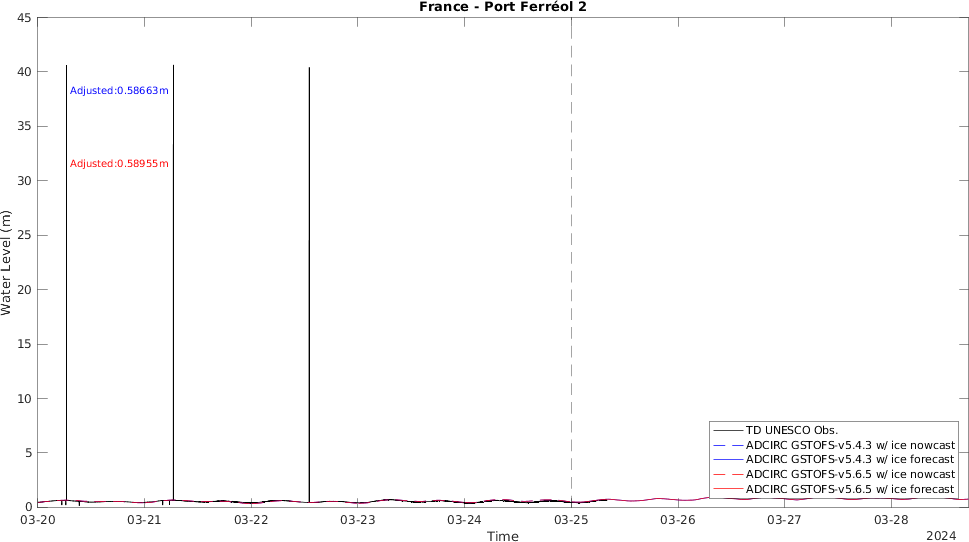 France - Port Ferréol 2
45
40
35
30
25
20
15
10
5
0
Water Level (m)
Adjusted:0.58663m
Adjusted:0.58955m
TD UNESCO Obs.
ADCIRC GSTOFS-v5.4.3 w/ ice nowcast
ADCIRC GSTOFS-v5.4.3 w/ ice forecast
ADCIRC GSTOFS-v5.6.5 w/ ice nowcast
ADCIRC GSTOFS-v5.6.5 w/ ice forecast
03-20 03-21 03-22 03-23 03-24 03-25 03-26 03-27 03-28
Time
2024